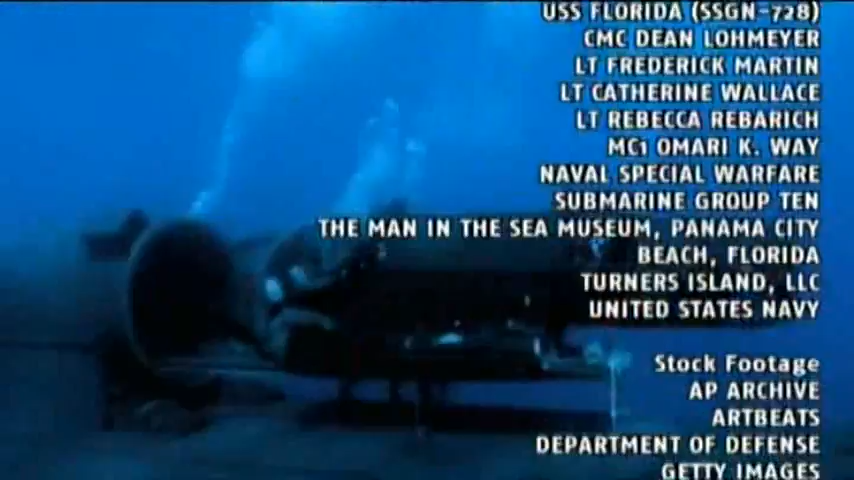 USS FLORIDA (SSGN-728)
CMC DEAN LOHMEYER
LT FREDERICK MARTIN
LT CATHERINE WALLACE
LT REBECCA REBARICH
MC1 OMARI K. WAY
NAVAL SPECIAL WARFARE
SUBMARINE GROUP TEN
THE MAN IN THE SEA MUSEUM, PANAMA CITY
BEACH, FLORIDA
TURNERS ISLAND, LLC
UNITED STATES NAVY
Stock Footage
AP ARCHIVE
ARTBEATS
DEPARTMENT OF DEFENSE
GETTY IMAGES